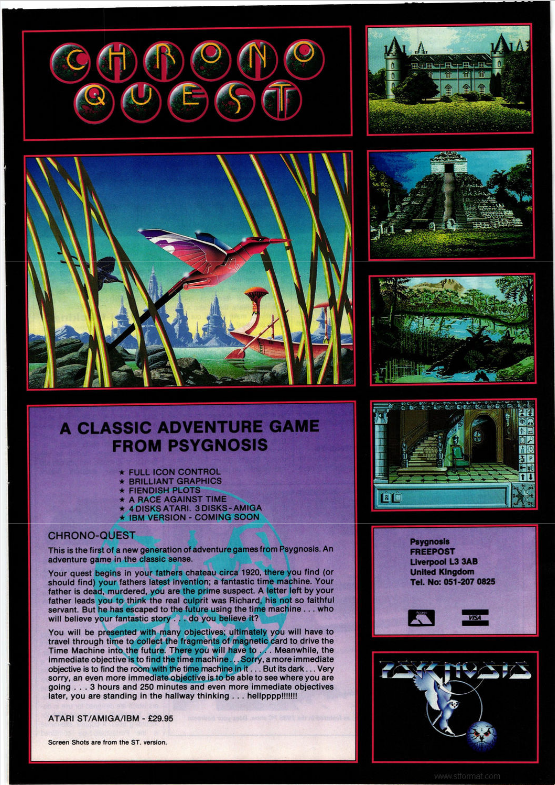 CHRONO
QUEST
A CLASSIC ADVENTURE GAME
FROM PSYGNOSIS
★ FULL ICON CONTROL
★ BRILLIANT GRAPHICS
★ FIENDISH PLOTS
★ A RACE AGAINST TIME
★ 4 DISKS ATARI. 3 DISKS - AMIGA
★ IBM VERSION - COMING SOON
CHRONO-QUEST
This is the first of a new generation of adventure games from Psygnosis. An
adventure game in the classic sense.
Your quest begins in your fathers chateau circa 1920, there you find (or
should find) your fathers latest invention; a fantastic time machine. Your
father is dead, murdered, you are the prime suspect. A letter left by your
father leads you to think the real culprit was Richard, his not so faithful
servant. But he has escaped to the future using the time machine . . . who
will believe your fantastic story . . . do you believe it?
You will be presented with many objectives; ultimately you will have to
travel through time to collect the fragments of magnetic card to drive the
Time Machine into the future. There you will have to . . . Meanwhile, the
immediate objective is to find the time machine . . Sorry, a more immediate
objective is to find the room with the time machine in it . . . But its dark . . . Very
sorry, an even more immediate objective is to be able to see where you are
going . . . 3 hours and 250 minutes and even more immediate objectives
later, you are standing in the hallway thinking . . . hellpppp!!!!!!!
ATARI ST/AMIGA/IBM - £29.95
Screen Shots are from the ST. version.
Psygnosis
FREEPOST
Liverpool L3 3AB
United Kingdom
Tel. No: 051-207 0825
VISA
PSYGNOSIS
www.stformat.com